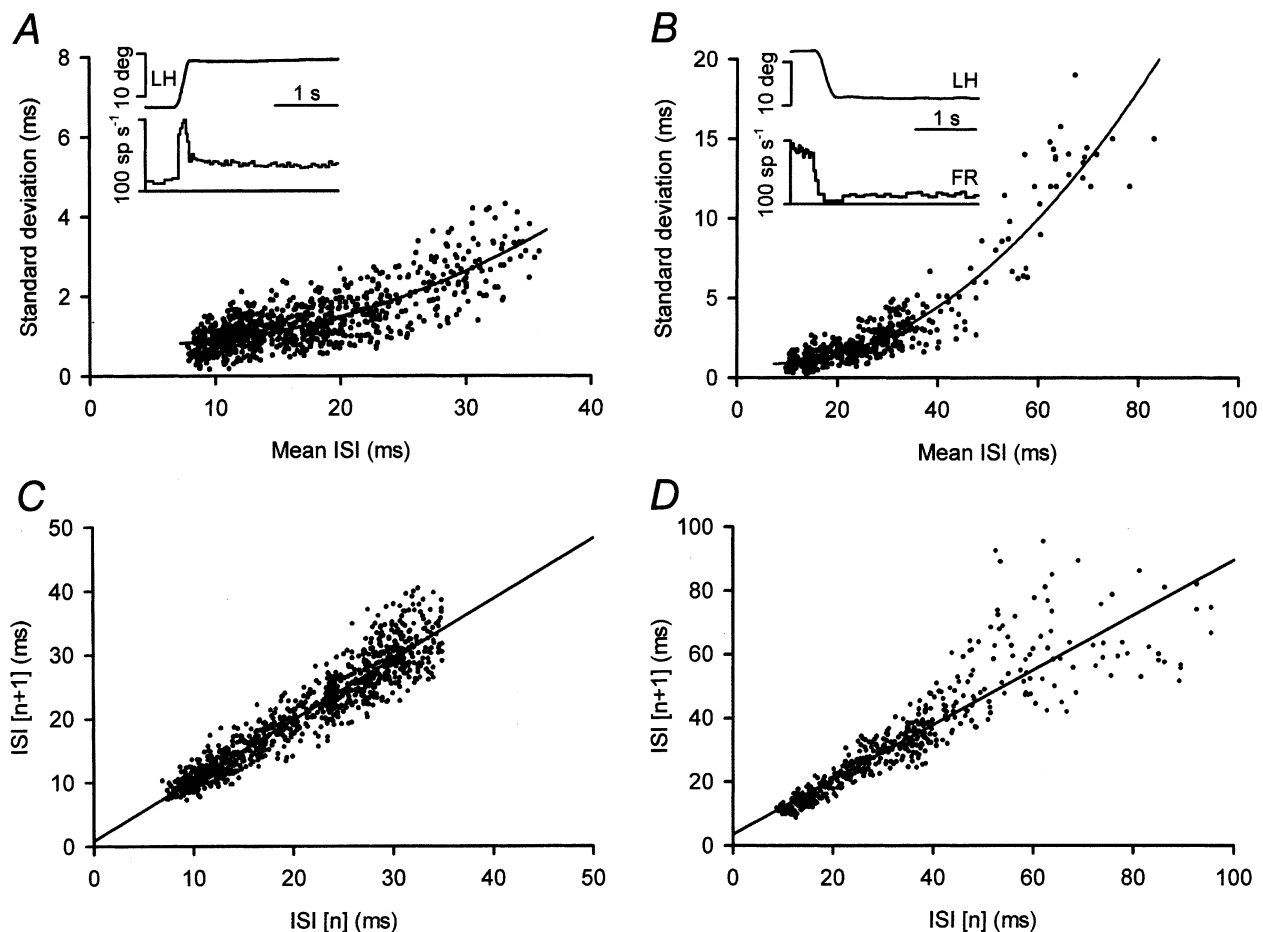 A
Standard deviation (ms)
8
6
4
2
0
0
10
20
30
40
Mean ISI (ms)
10 deg
LH
1 s
100 sp s⁻¹
B
Standard deviation (ms)
20
15
10
5
0
0
20
40
60
80
100
Mean ISI (ms)
10 deg
LH
1 s
100 sp s⁻¹
FR
C
ISI [n+1] (ms)
50
40
30
20
10
0
0
10
20
30
40
50
ISI [n] (ms)
D
ISI [n+1] (ms)
100
80
60
40
20
0
0
20
40
60
80
100
ISI [n] (ms)